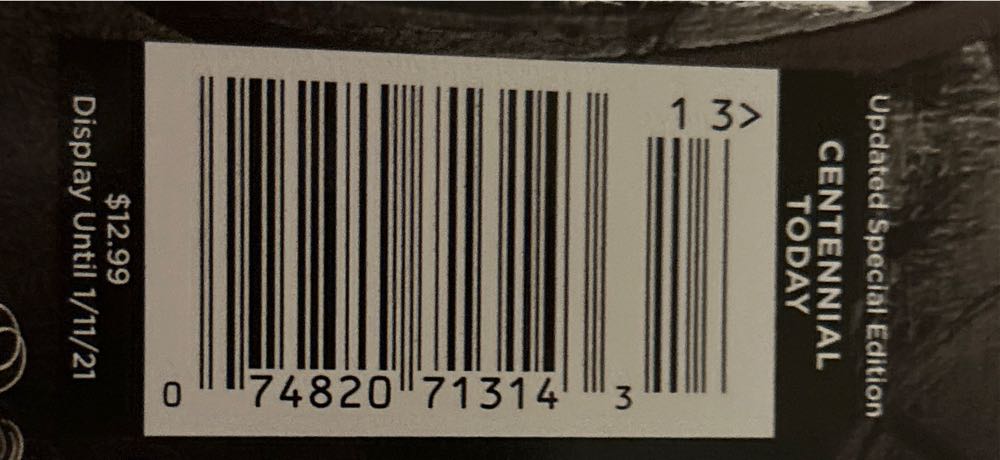 Updated Special Edition
CENTENNIAL
TODAY
1 3>
0 74820 71314 3
$12.99
Display Until 1/11/21